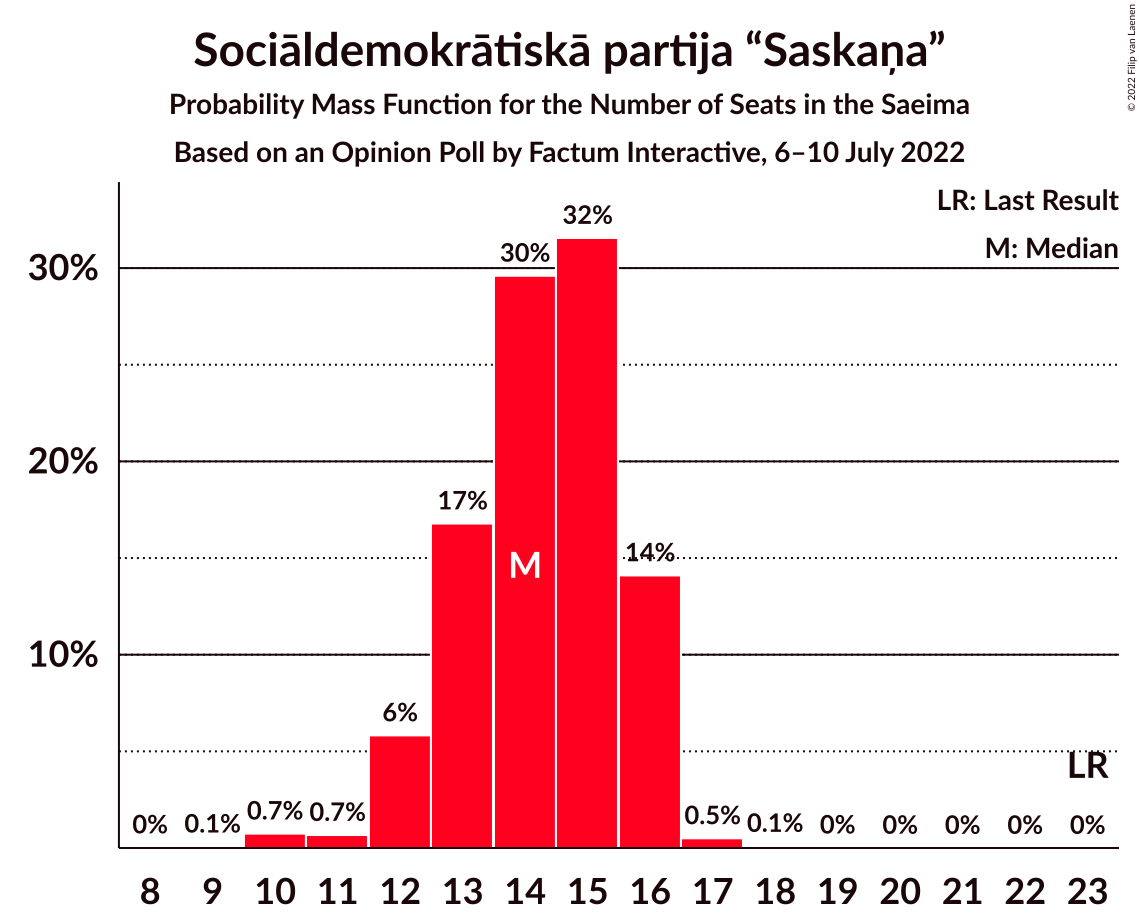 Sociāldemokrātiskā partija “Saskaņa”
Probability Mass Function for the Number of Seats in the Saeima
Based on an Opinion Poll by Factum Interactive, 6–10 July 2022
© 2022 Filip van Laenen
LR: Last Result
M: Median
30%
20%
10%
0%
0.1%
0.7%
0.7%
6%
17%
30%
32%
14%
0.5%
0.1%
0%
0%
0%
0%
0%
M
LR
8 9 10 11 12 13 14 15 16 17 18 19 20 21 22 23